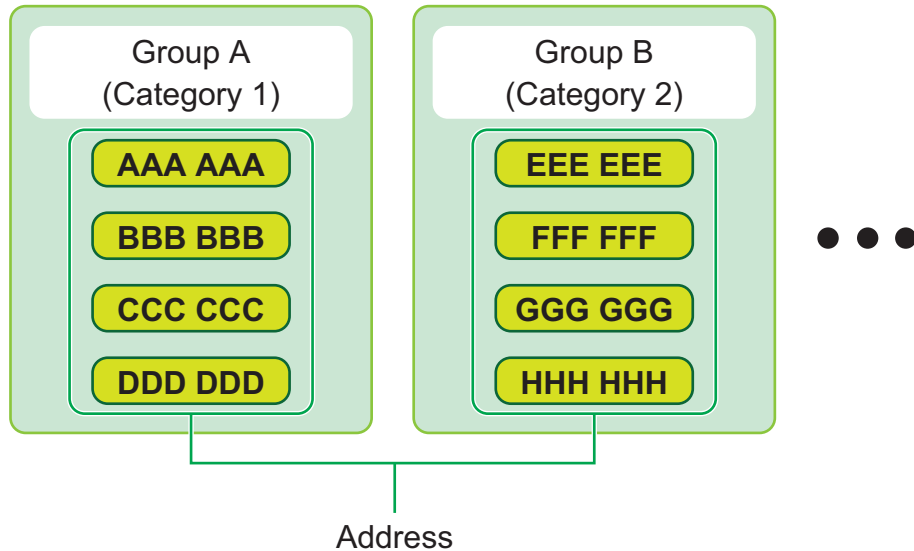 Group A
(Category 1)
AAA AAA
BBB BBB
CCC CCC
DDD DDD
Group B
(Category 2)
EEE EEE
FFF FFF
GGG GGG
HHH HHH
Address